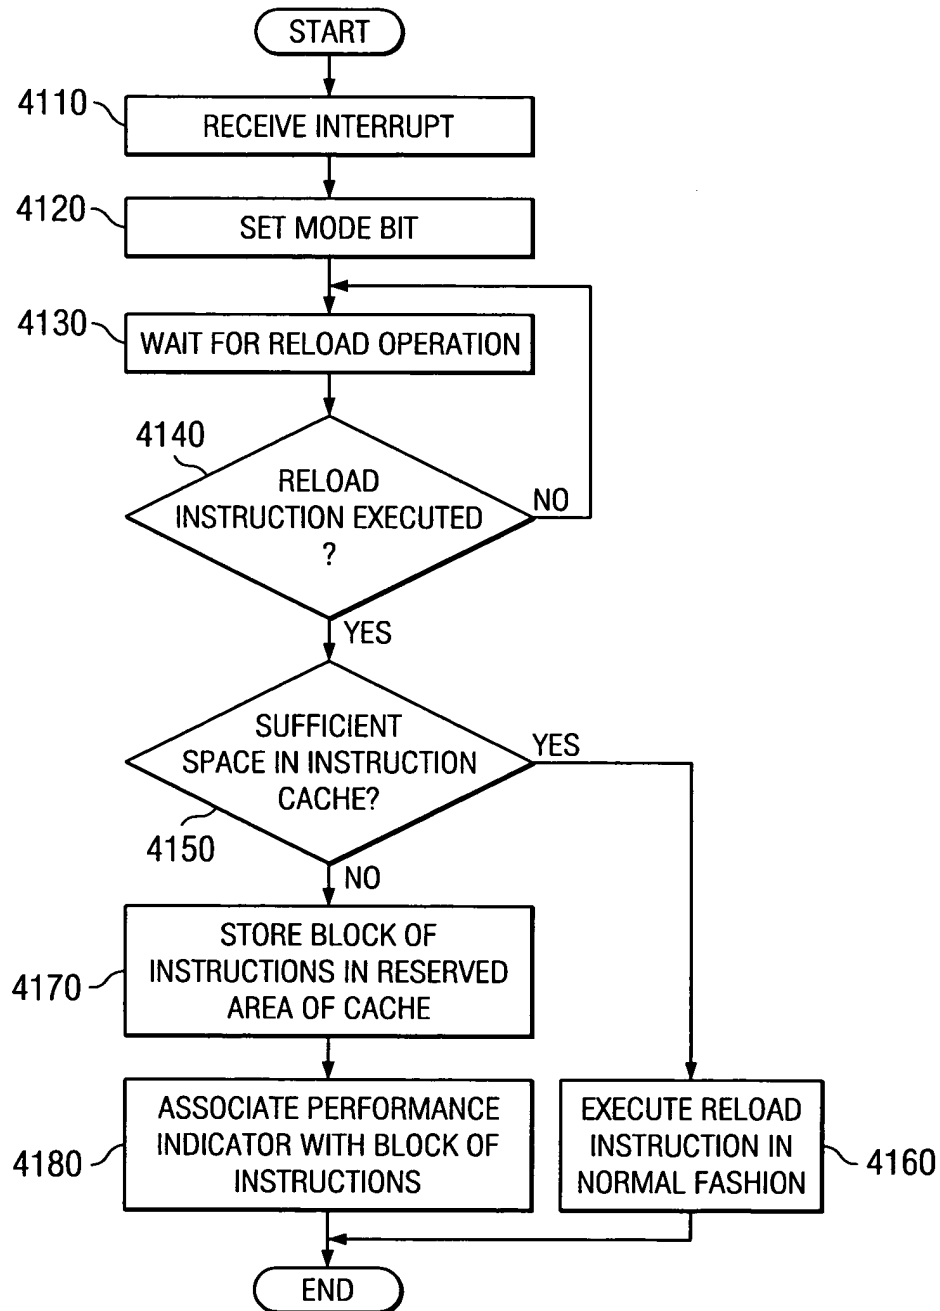 START
4110
RECEIVE INTERRUPT
4120
SET MODE BIT
4130
WAIT FOR RELOAD OPERATION
4140
RELOAD
INSTRUCTION EXECUTED
?
NO
YES
SUFFICIENT
SPACE IN INSTRUCTION
CACHE?
YES
4150
NO
STORE BLOCK OF
INSTRUCTIONS IN RESERVED
AREA OF CACHE
4170
ASSOCIATE PERFORMANCE
INDICATOR WITH BLOCK OF
INSTRUCTIONS
4180
EXECUTE RELOAD
INSTRUCTION IN
NORMAL FASHION
4160
END